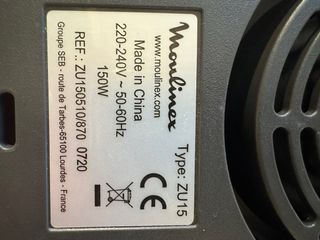 Moulinex
www.moulinex.com
Type: ZU15
Made in China
220-240V ~ 50-60Hz
150W
CE
REF.: ZU150510/870 0720
Groupe SEB - route de Tarbes-65100 Lourdes - France